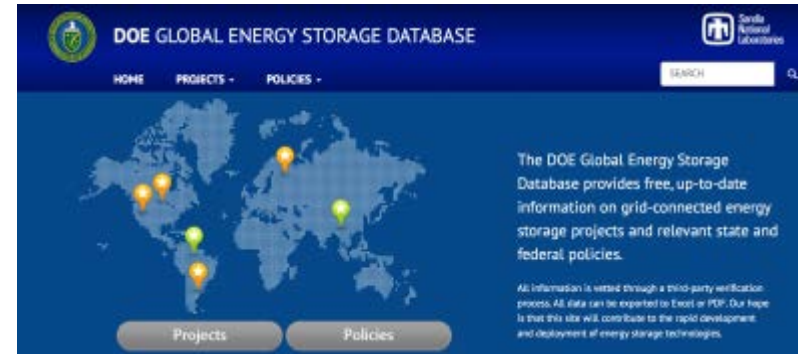 DOE GLOBAL ENERGY STORAGE DATABASE
Sandia
National
Laboratories
HOME PROJECTS POLICIES SEARCH
The DOE Global Energy Storage
Database provides free, up-to-date
information on grid-connected energy
storage projects and relevant state and
federal policies.
All information is vetted through a third-party verification
process. All data can be exported to Excel or PDF. Our hope
is that this site will contribute to the rapid development
and deployment of energy storage technologies.
Projects Policies